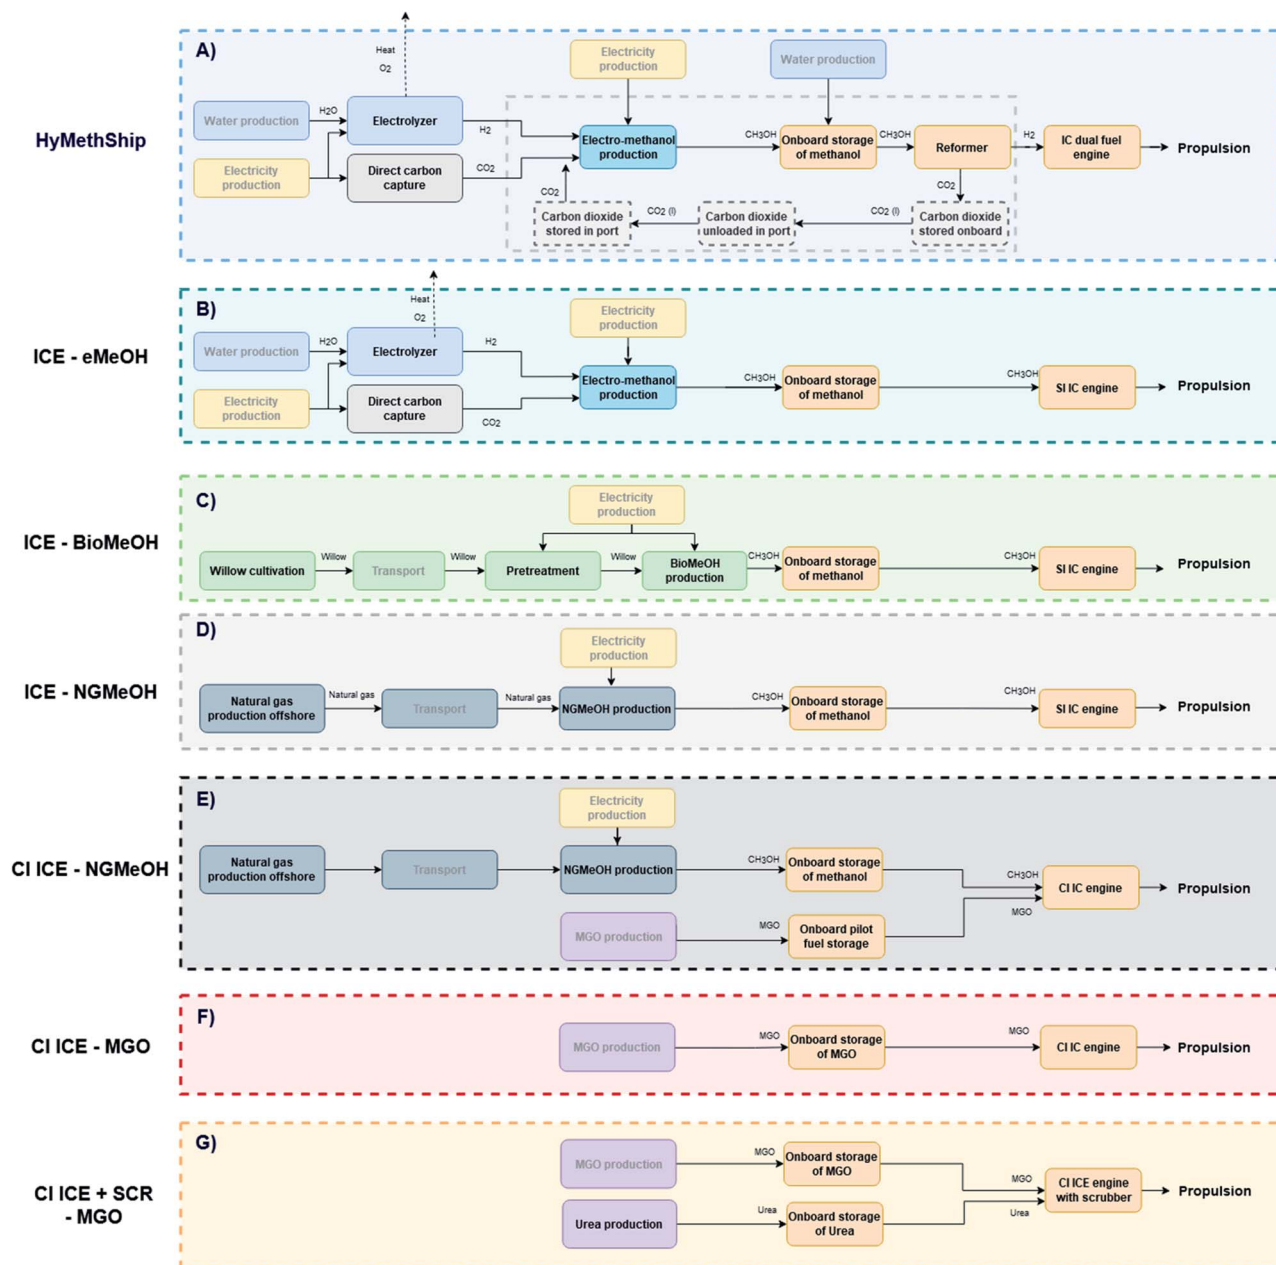 HyMethShip
A)
Heat
O2
Electricity
production
Water production
Water production
H2O
Electrolyzer
H2
Electricity
production
Direct carbon
capture
CO2
Electro-methanol
production
CH3OH
Onboard storage
of methanol
CH3OH
Reformer
H2
IC dual fuel
engine
Propulsion
CO2
CO2
Carbon dioxide
stored in port
CO2 (l)
Carbon dioxide
unloaded in port
CO2 (l)
Carbon dioxide
stored onboard
ICE - eMeOH
B)
Heat
O2
Electricity
production
Water production
H2O
Electrolyzer
H2
Electricity
production
Direct carbon
capture
CO2
Electro-methanol
production
CH3OH
Onboard storage
of methanol
CH3OH
SI IC engine
Propulsion
ICE - BioMeOH
C)
Electricity
production
Willow cultivation
Willow
Transport
Willow
Pretreatment
Willow
BioMeOH
production
CH3OH
Onboard storage
of methanol
CH3OH
SI IC engine
Propulsion
ICE - NGMeOH
D)
Electricity
production
Natural gas
production offshore
Natural gas
Transport
Natural gas
NGMeOH production
CH3OH
Onboard storage
of methanol
CH3OH
SI IC engine
Propulsion
CI ICE - NGMeOH
E)
Electricity
production
Natural gas
production offshore
Transport
NGMeOH production
CH3OH
Onboard storage
of methanol
CH3OH
CI IC engine
Propulsion
MGO
MGO production
MGO
Onboard pilot
fuel storage
CI ICE - MGO
F)
MGO production
MGO
Onboard storage
of MGO
MGO
CI IC engine
Propulsion
CI ICE + SCR
- MGO
G)
MGO production
MGO
Onboard storage
of MGO
MGO
CI ICE engine
with scrubber
Propulsion
Urea production
Urea
Onboard storage
of Urea
Urea